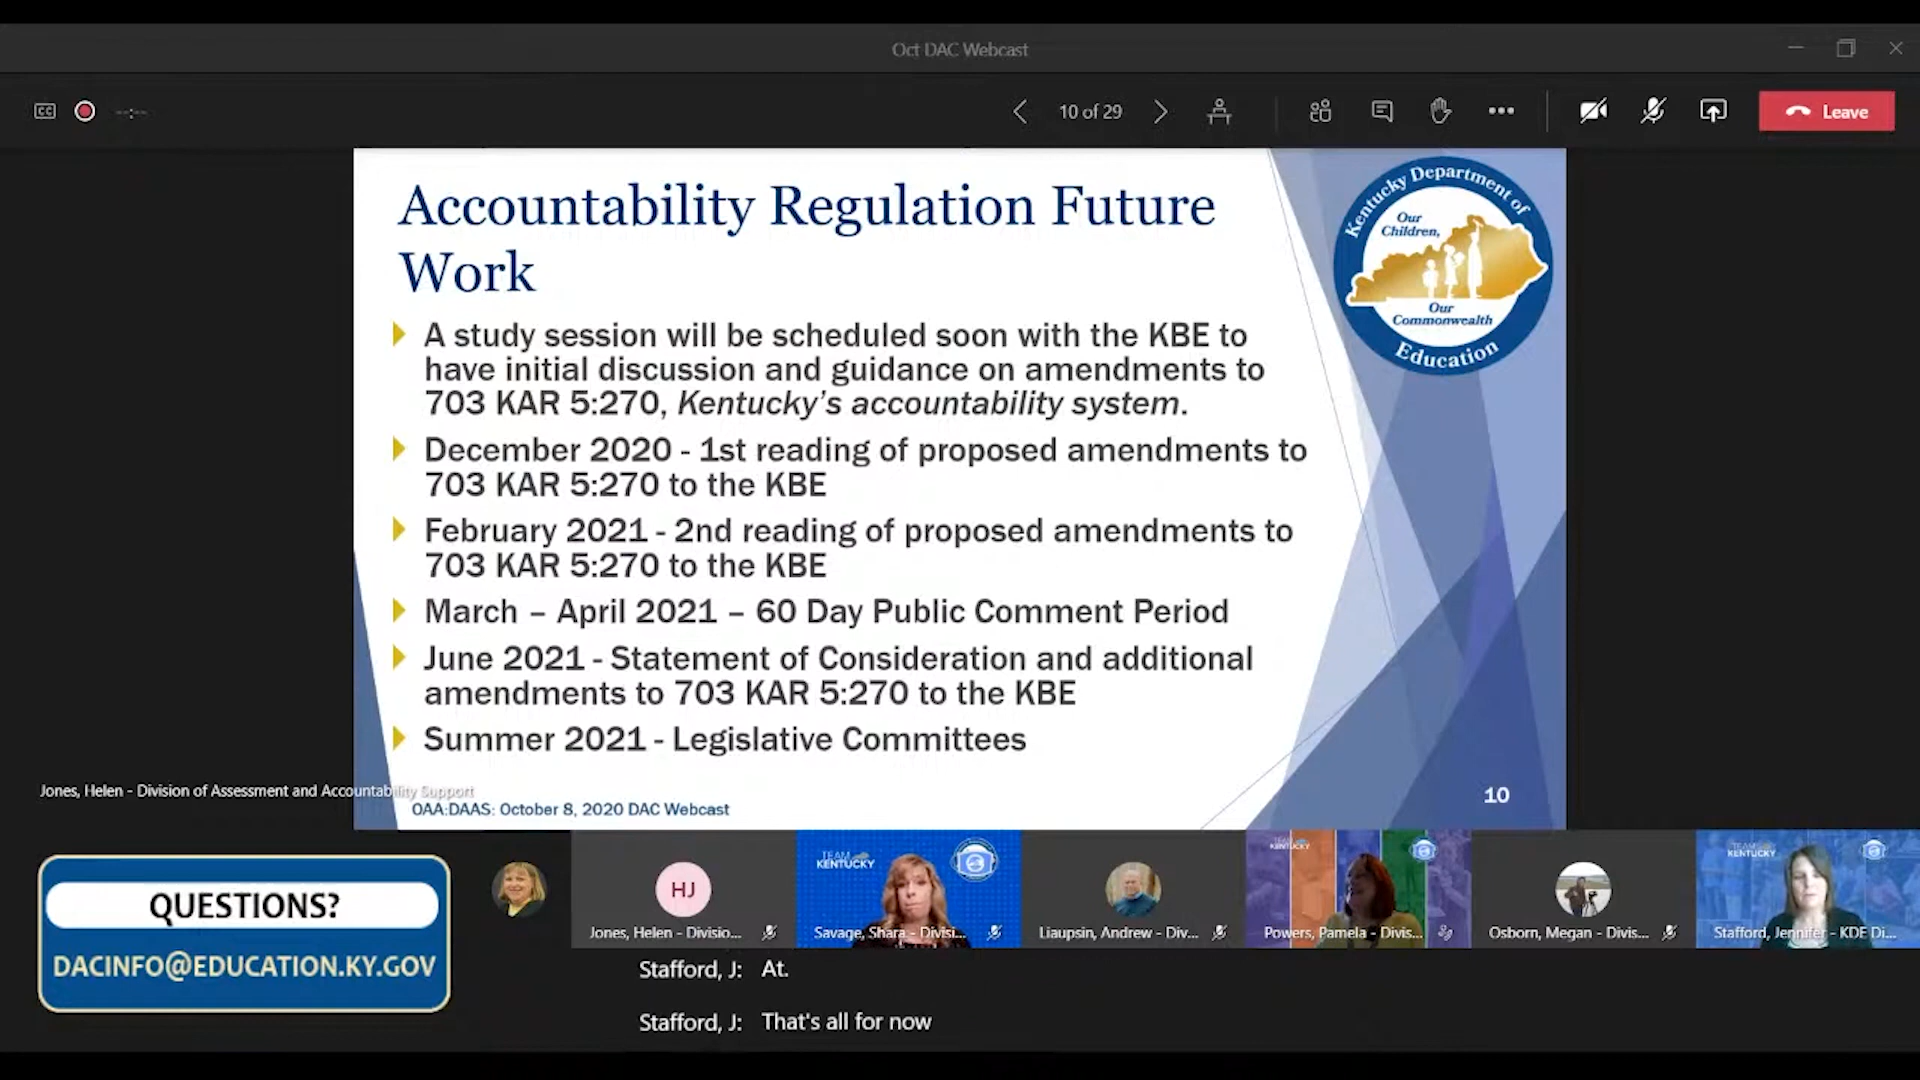 Oct DAC Webcast
CC
--:--
10 of 29
Leave
Accountability Regulation Future
Work
Kentucky Department of
Education
Our
Children,
Our
Commonwealth
A study session will be scheduled soon with the KBE to
have initial discussion and guidance on amendments to
703 KAR 5:270, Kentucky's accountability system.
December 2020 - 1st reading of proposed amendments to
703 KAR 5:270 to the KBE
February 2021 - 2nd reading of proposed amendments to
703 KAR 5:270 to the KBE
March – April 2021 – 60 Day Public Comment Period
June 2021 - Statement of Consideration and additional
amendments to 703 KAR 5:270 to the KBE
Summer 2021 - Legislative Committees
Jones, Helen - Division of Assessment and Accountability Support
OAA:DAAS: October 8, 2020 DAC Webcast
10
QUESTIONS?
DACINFO@EDUCATION.KY.GOV
HJ
Jones, Helen - Divisio...
TEAM
KENTUCKY
Savage, Shara - Divisi...
Liaupsin, Andrew - Div...
TEAM
KENTUCKY
Powers, Pamela - Divis...
Osborn, Megan - Divis...
TEAM
KENTUCKY
Stafford, Jennifer - KDE Di...
Stafford, J: At.
Stafford, J: That's all for now